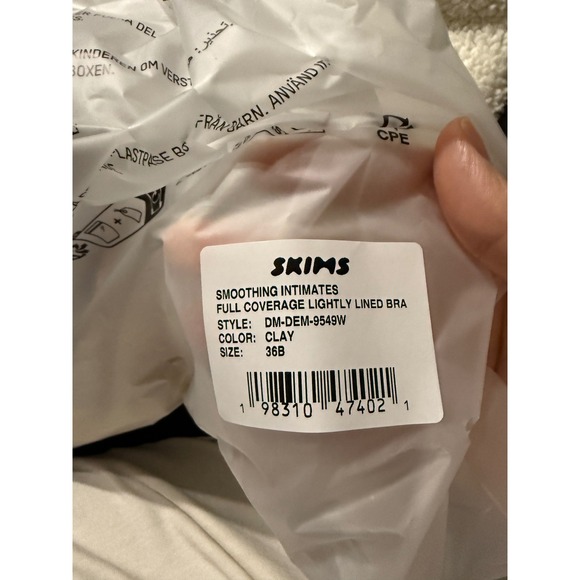 DEL
KINDEREN OM VERST
BOXEN.
FRÅN BARN. ANVÄND
PLASTPÅSE
CPE
SKIMS
SMOOTHING INTIMATES
FULL COVERAGE LIGHTLY LINED BRA
STYLE: DM-DEM-9549W
COLOR: CLAY
SIZE: 36B
1 98310 47402 1